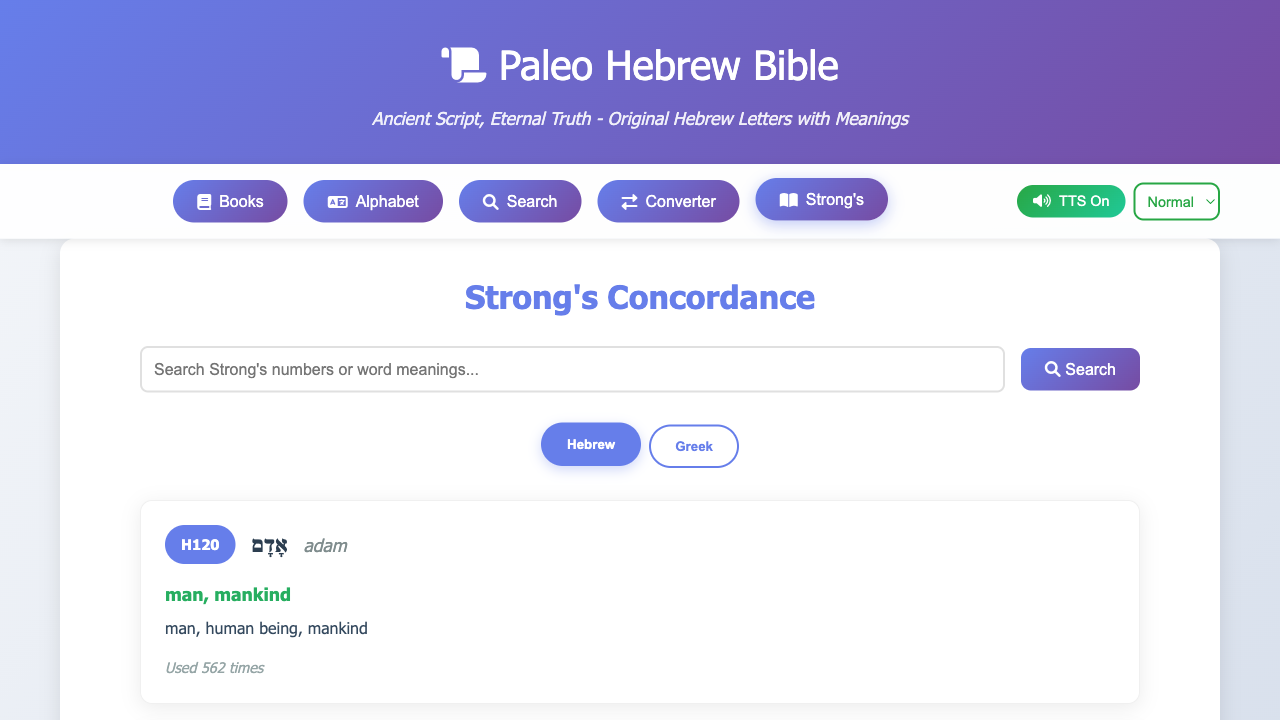 Paleo Hebrew Bible
Ancient Script, Eternal Truth - Original Hebrew Letters with Meanings
Books Alphabet Search Converter Strong's TTS On Normal
Strong's Concordance
Search Strong's numbers or word meanings... Search
Hebrew Greek
H120 אָדָם adam
man, mankind
man, human being, mankind
Used 562 times